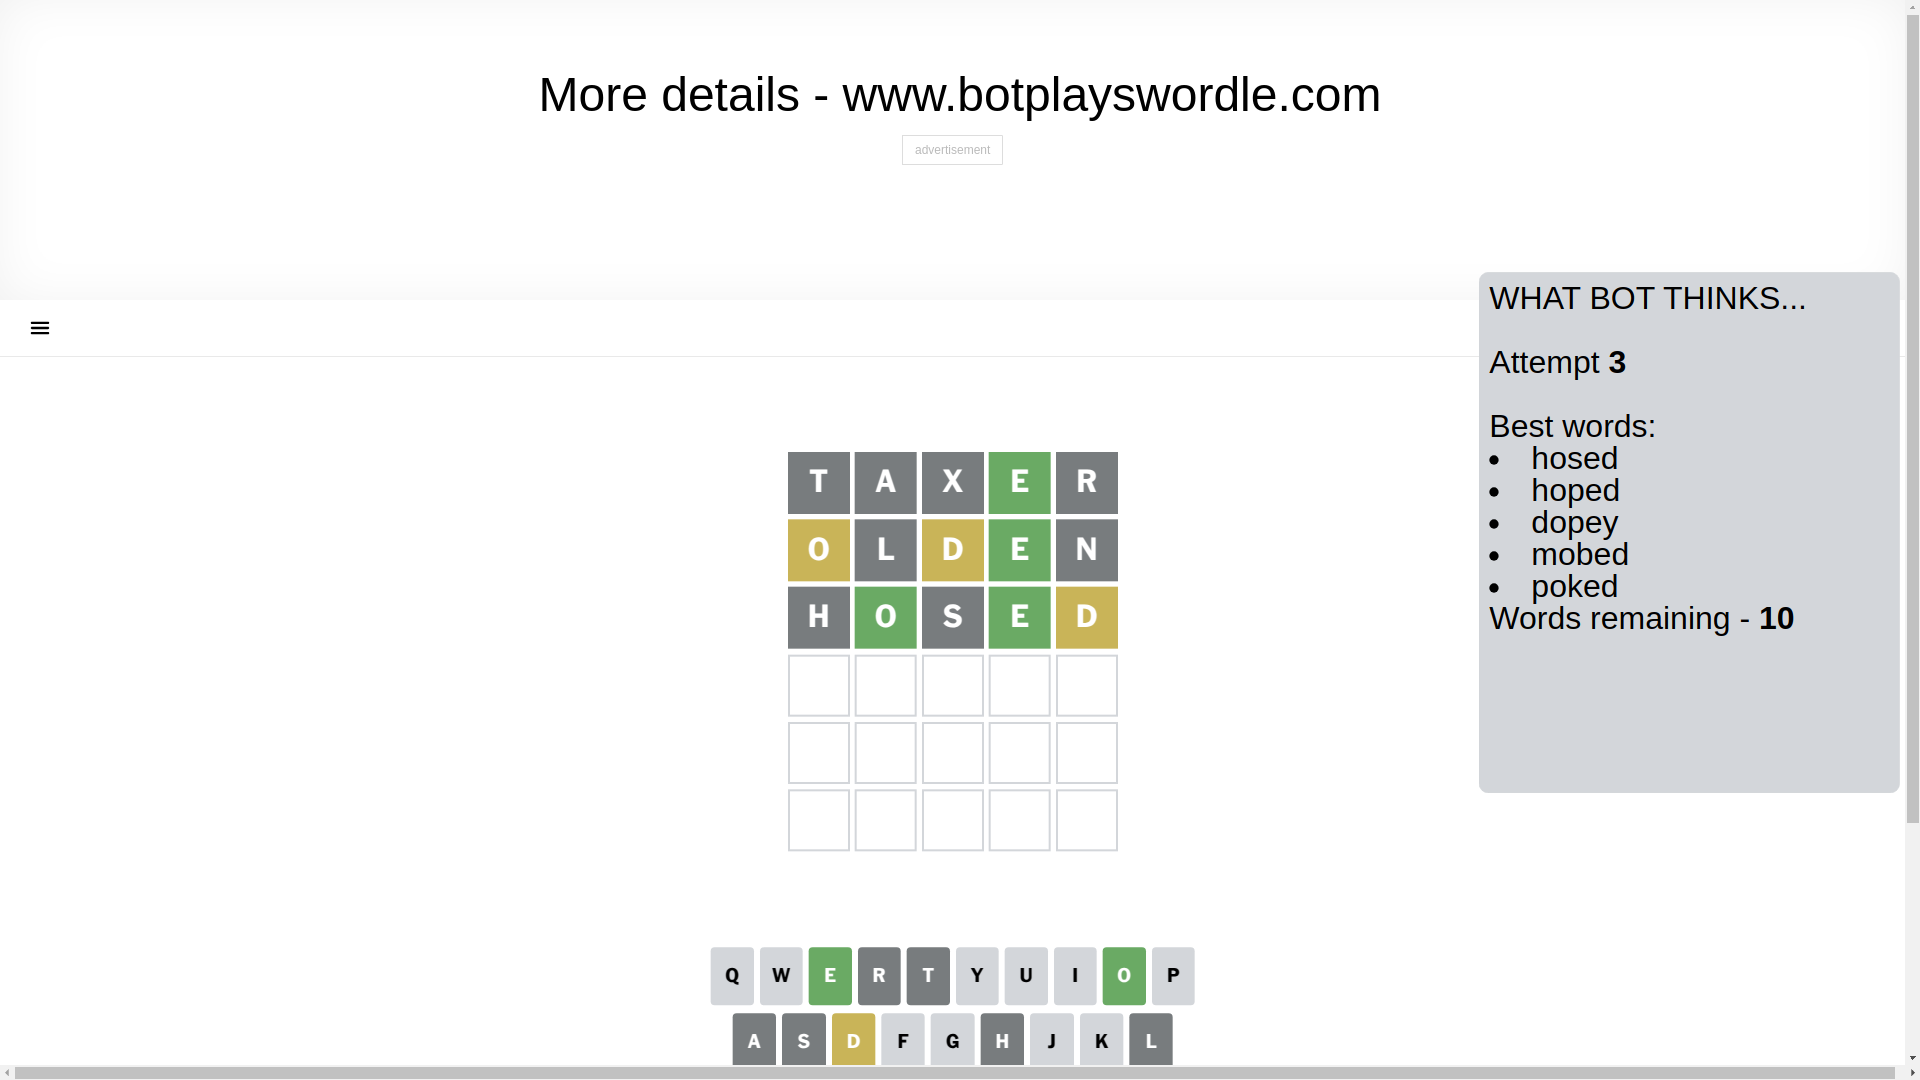 More details - www.botplayswordle.com
advertisement
WHAT BOT THINKS...
Attempt 3
Best words:
• hosed
• hoped
• dopey
• mobed
• poked
Words remaining - 10
T A X E R
O L D E N
H O S E D
Q W E R T Y U I O P
A S D F G H J K L